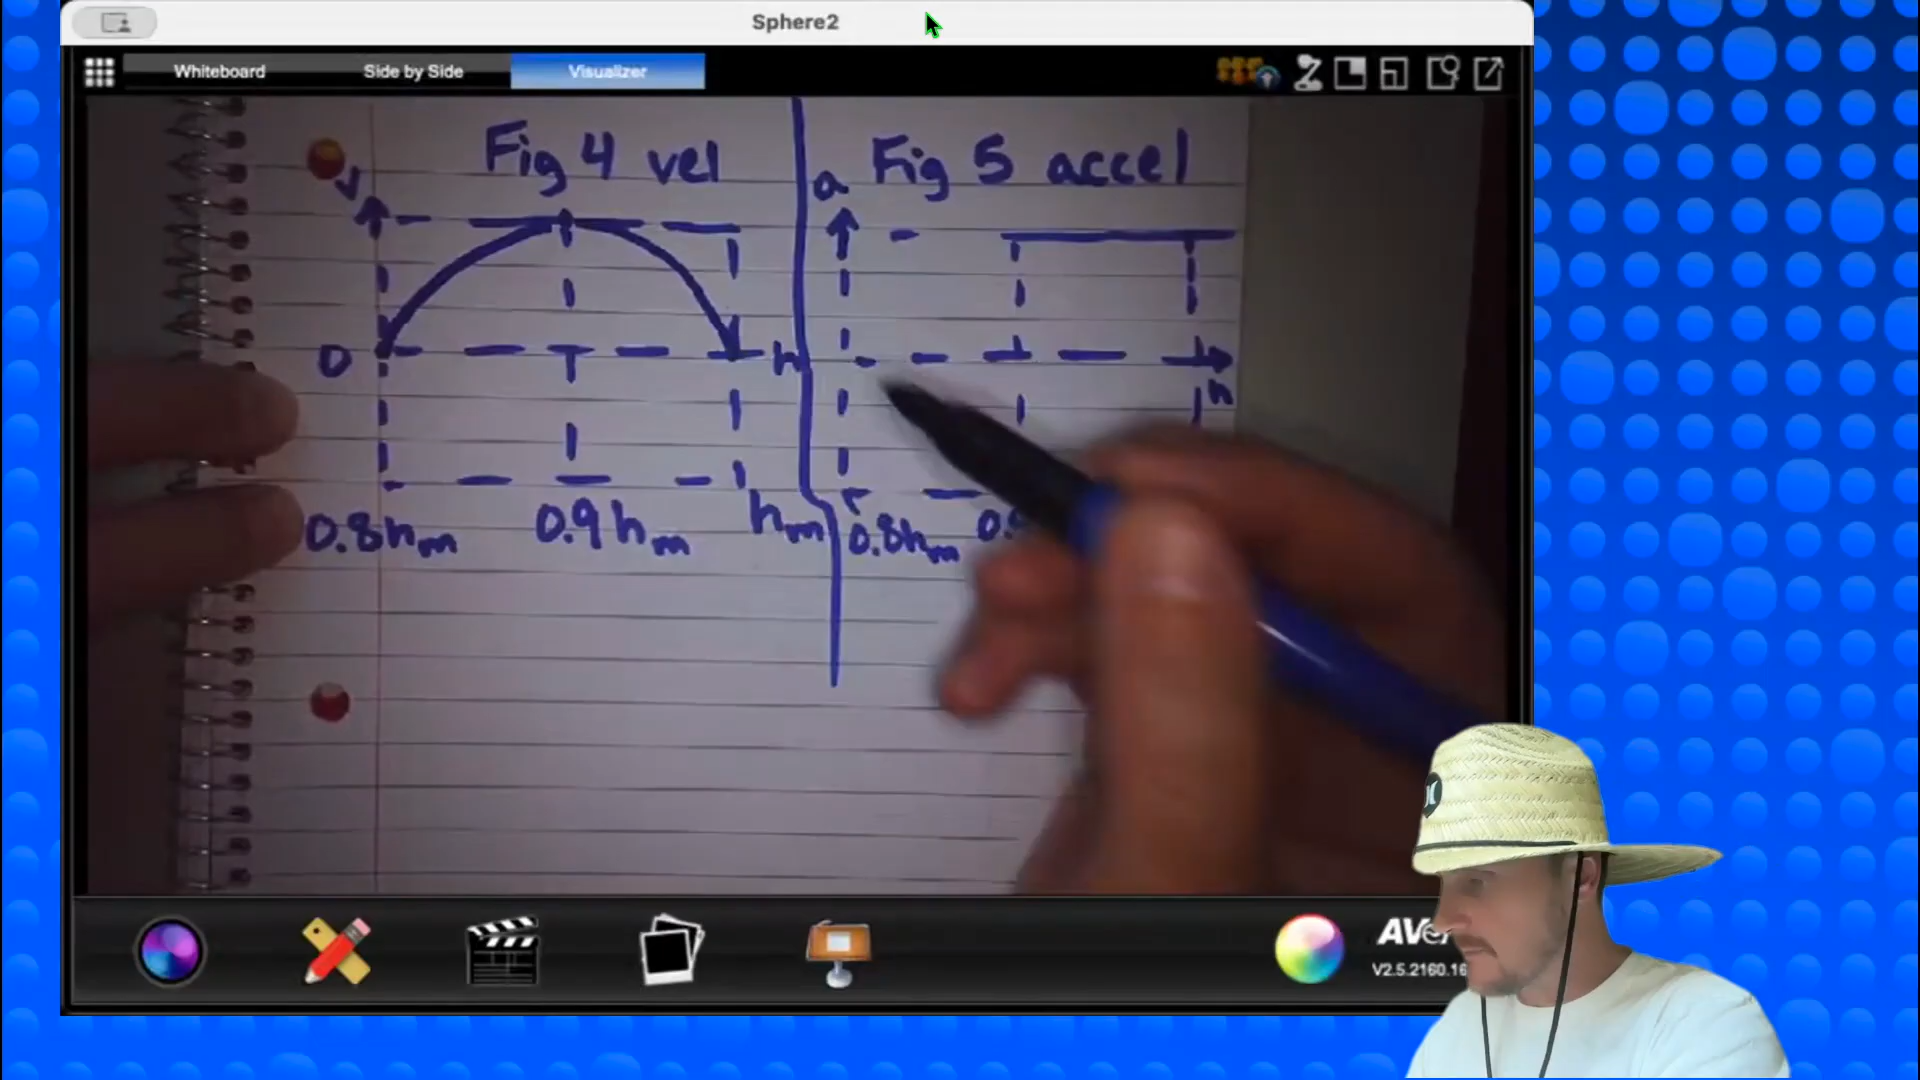 Sphere2
Whiteboard Side by Side Visualizer
Fig 4 vel
Fig 5 accel
v
a
0
h
h
0.8hm
0.9hm
hm
0.8hm
V2.5.2160.16